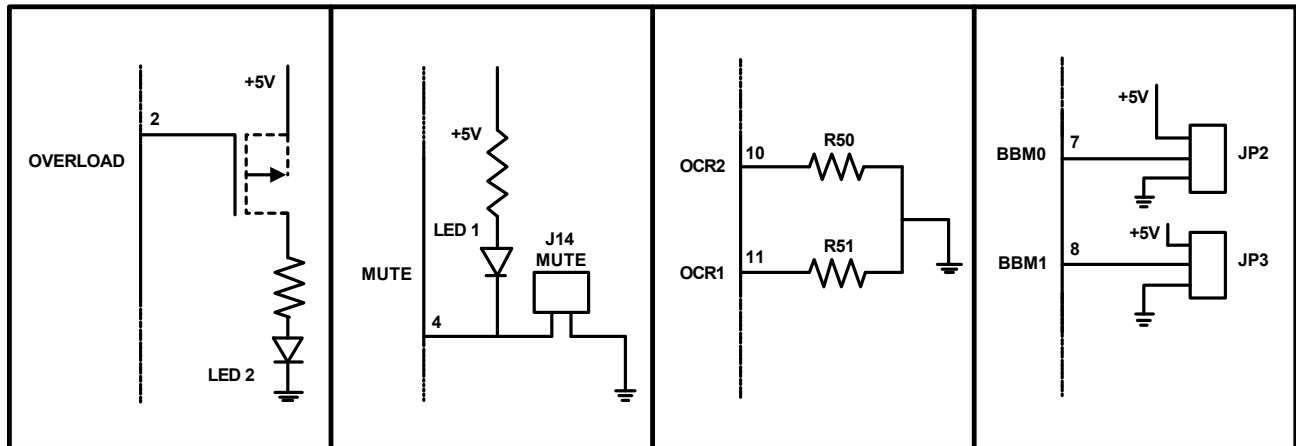 +5V
2
OVERLOAD
LED 2
+5V
LED 1
J14
MUTE
MUTE
4
R50
10
OCR2
R51
11
OCR1
+5V
7
BBM0
JP2
+5V
8
BBM1
JP3